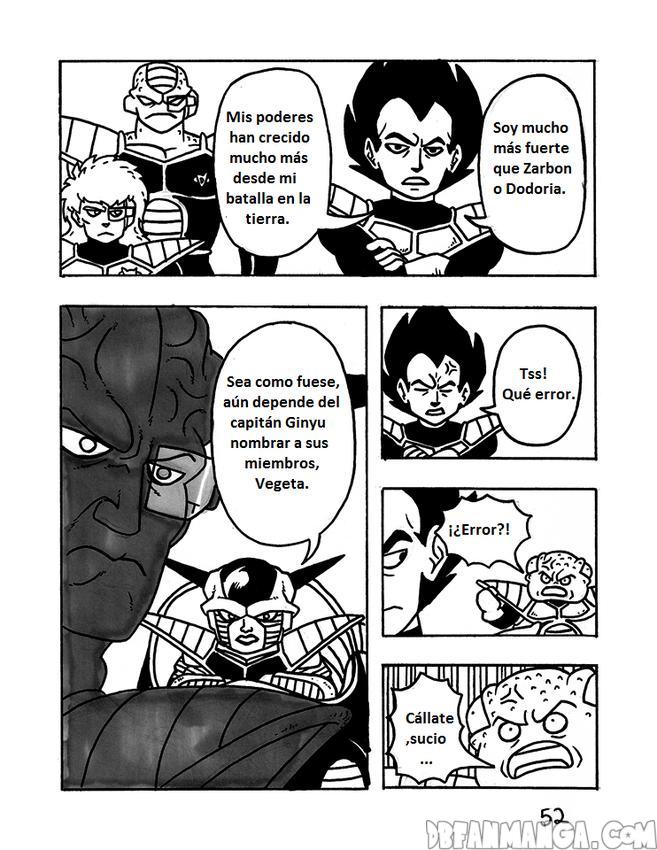 Mis poderes
han crecido
mucho más
desde mi
batalla en la
tierra.
Soy mucho
más fuerte
que Zarbon
o Dodoria.
Sea como fuese,
aún depende del
capitán Ginyu
nombrar a sus
miembros,
Vegeta.
Tss!
Qué error.
¡¿Error?!
Cállate
,sucio
...
52
DBFANMANGA.COM